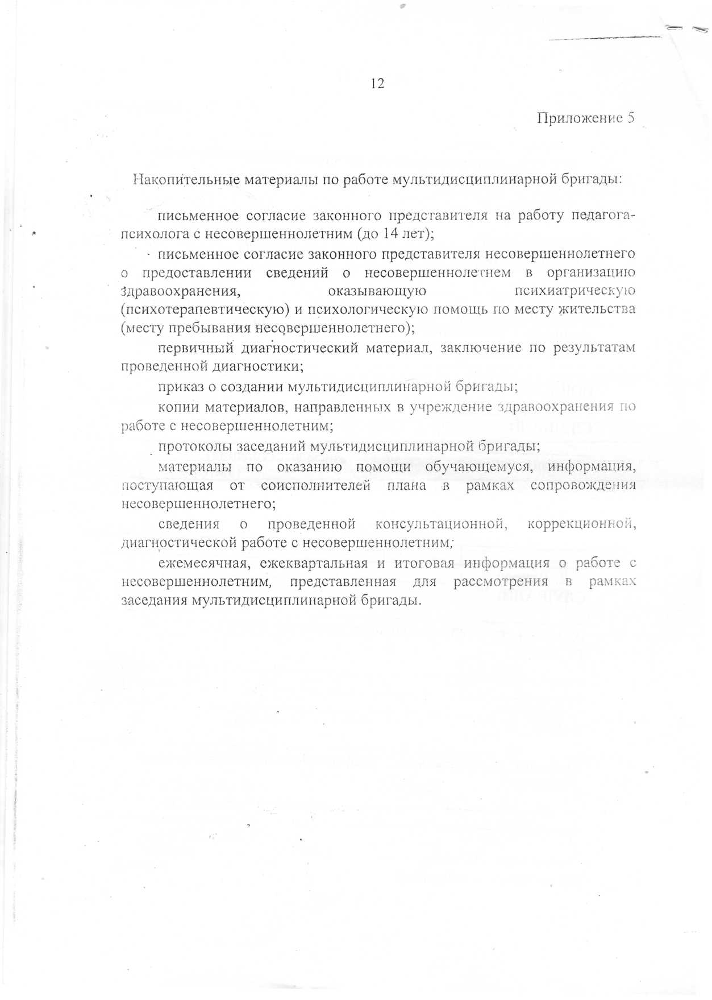 12
Приложение 5
Накопительные материалы по работе мультидисциплинарной бригады:
письменное согласие законного представителя на работу педагога-
психолога с несовершеннолетним (до 14 лет);
- письменное согласие законного представителя несовершеннолетнего
о предоставлении сведений о несовершеннолетнем в организацию
здравоохранения, оказывающую психиатрическую
(психотерапевтическую) и психологическую помощь по месту жительства
(месту пребывания несовершеннолетнего);
первичный диагностический материал, заключение по результатам
проведенной диагностики;
приказ о создании мультидисциплинарной бригады;
копии материалов, направленных в учреждение здравоохранения по
работе с несовершеннолетним;
протоколы заседаний мультидисциплинарной бригады;
материалы по оказанию помощи обучающемуся, информация,
поступающая от соисполнителей плана в рамках сопровождения
несовершеннолетнего;
сведения о проведенной консультационной, коррекционной,
диагностической работе с несовершеннолетним;
ежемесячная, ежеквартальная и итоговая информация о работе с
несовершеннолетним, представленная для рассмотрения в рамках
заседания мультидисциплинарной бригады.